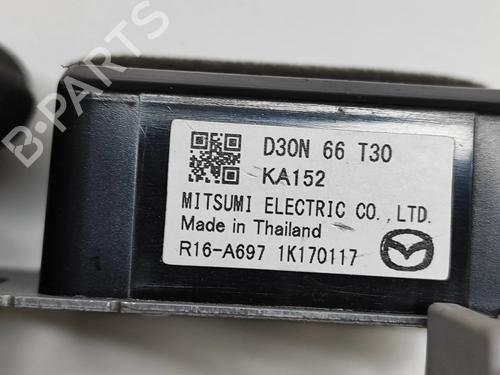 D30N 66 T30
KA152
MITSUMI ELECTRIC CO., LTD.
Made in Thailand
R16-A697 1K170117
B-PARTS